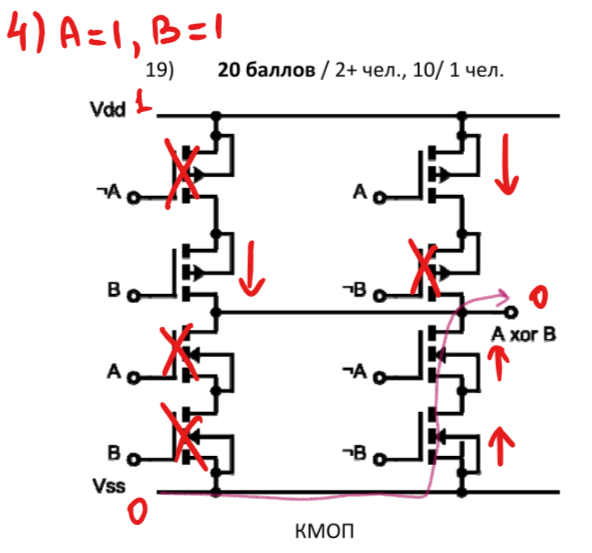 4) A=1, B=1
19) 20 баллов / 2+ чел., 10/ 1 чел.
Vdd 1
¬A
A
B
¬B
0
A xor B
A
¬A
B
¬B
Vss
0
КМОП